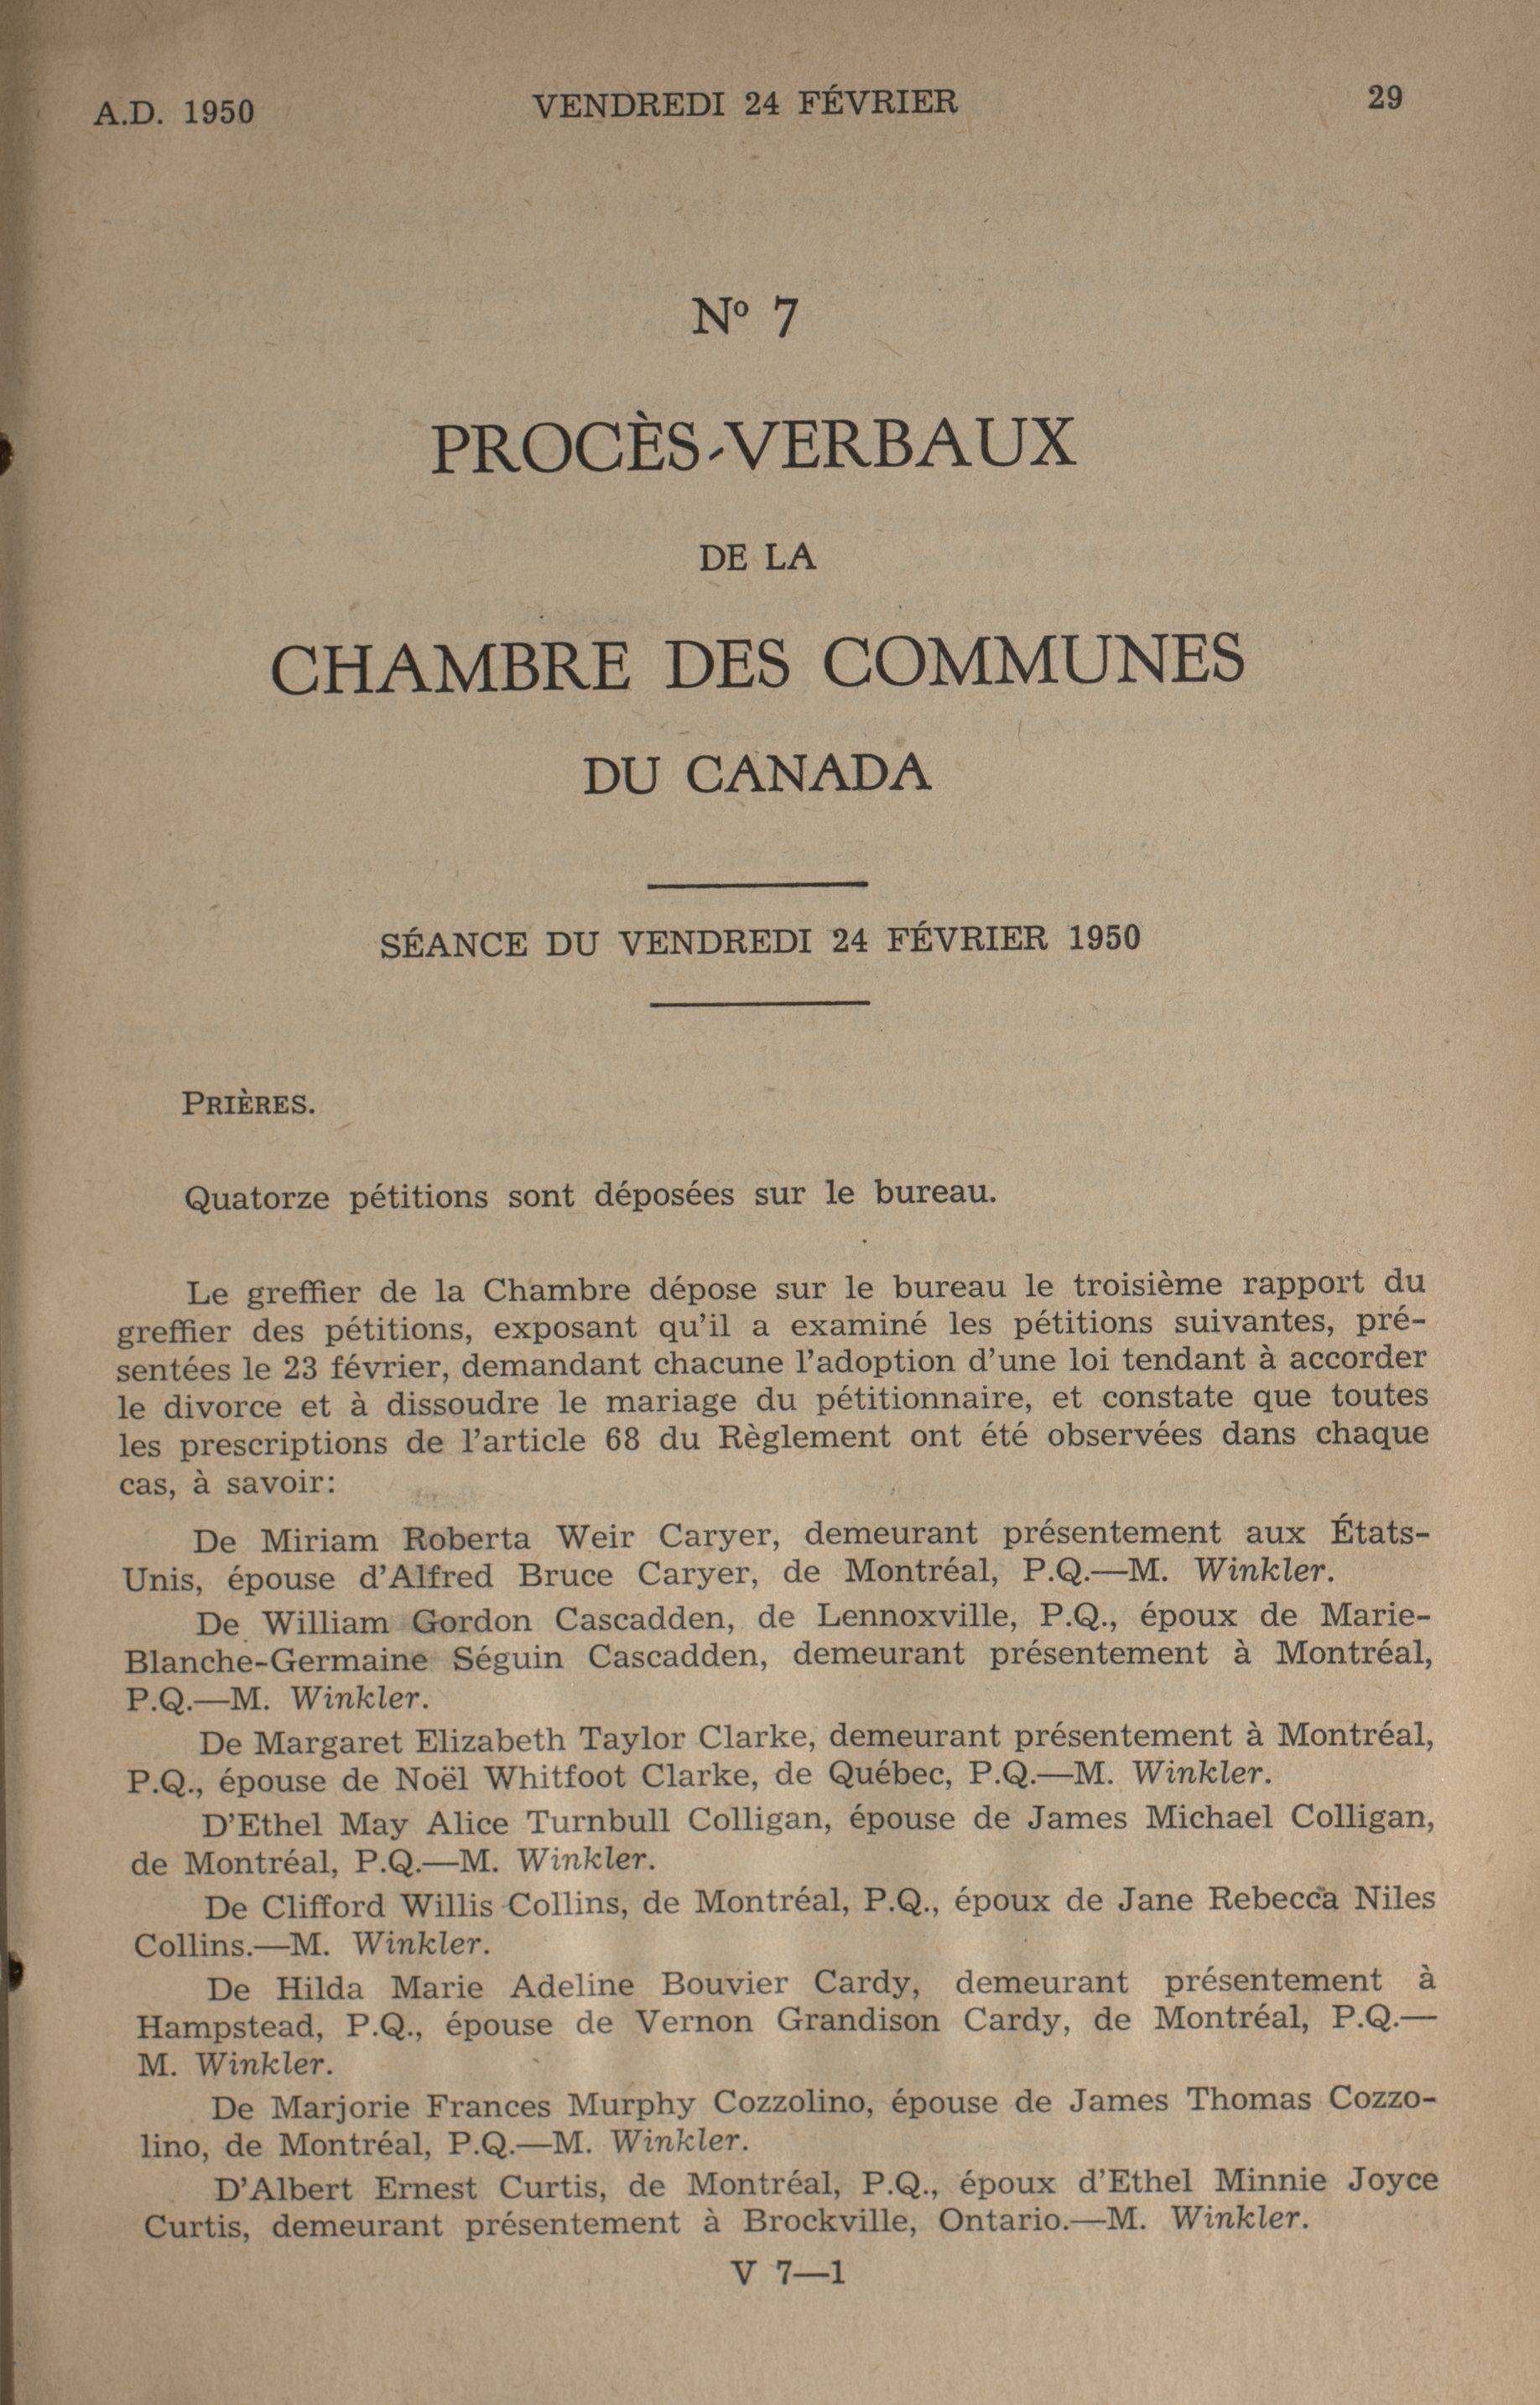 A.D. 1950 VENDREDI 24 FÉVRIER 29
Nº 7
PROCÈS-VERBAUX
DE LA
CHAMBRE DES COMMUNES
DU CANADA
SÉANCE DU VENDREDI 24 FÉVRIER 1950
PRIÈRES.
Quatorze pétitions sont déposées sur le bureau.
Le greffier de la Chambre dépose sur le bureau le troisième rapport du
greffier des pétitions, exposant qu'il a examiné les pétitions suivantes, pré-
sentées le 23 février, demandant chacune l'adoption d'une loi tendant à accorder
le divorce et à dissoudre le mariage du pétitionnaire, et constate que toutes
les prescriptions de l'article 68 du Règlement ont été observées dans chaque
cas, à savoir:
De Miriam Roberta Weir Caryer, demeurant présentement aux États-
Unis, épouse d'Alfred Bruce Caryer, de Montréal, P.Q.—M. Winkler.
De William Gordon Cascadden, de Lennoxville, P.Q., époux de Marie-
Blanche-Germaine Séguin Cascadden, demeurant présentement à Montréal,
P.Q.—M. Winkler.
De Margaret Elizabeth Taylor Clarke, demeurant présentement à Montréal,
P.Q., épouse de Noël Whitfoot Clarke, de Québec, P.Q.—M. Winkler.
D'Ethel May Alice Turnbull Colligan, épouse de James Michael Colligan,
de Montréal, P.Q.—M. Winkler.
De Clifford Willis Collins, de Montréal, P.Q., époux de Jane Rebecca Niles
Collins.—M. Winkler.
De Hilda Marie Adeline Bouvier Cardy, demeurant présentement à
Hampstead, P.Q., épouse de Vernon Grandison Cardy, de Montréal, P.Q.—
M. Winkler.
De Marjorie Frances Murphy Cozzolino, épouse de James Thomas Cozzo-
lino, de Montréal, P.Q.—M. Winkler.
D'Albert Ernest Curtis, de Montréal, P.Q., époux d'Ethel Minnie Joyce
Curtis, demeurant présentement à Brockville, Ontario.—M. Winkler.
V 7—1